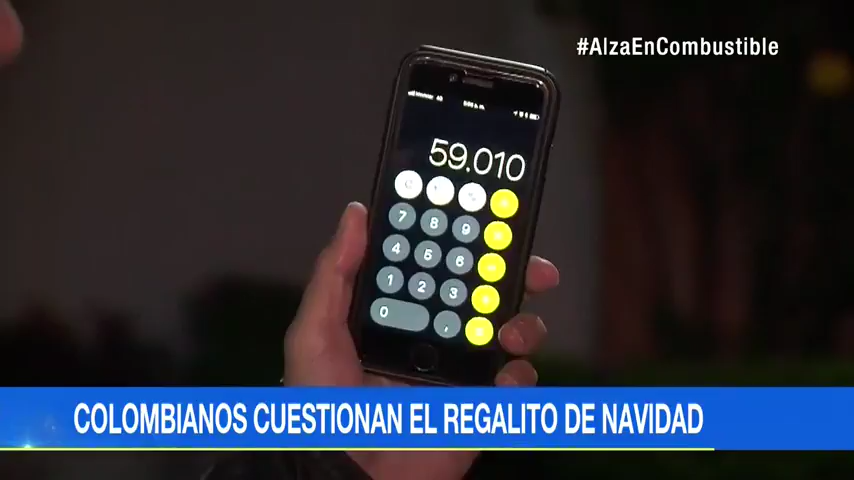 #AlzaEnCombustible
59.010
C
7 8 9
4 5 6
1 2 3
0 ,
COLOMBIANOS CUESTIONAN EL REGALITO DE NAVIDAD